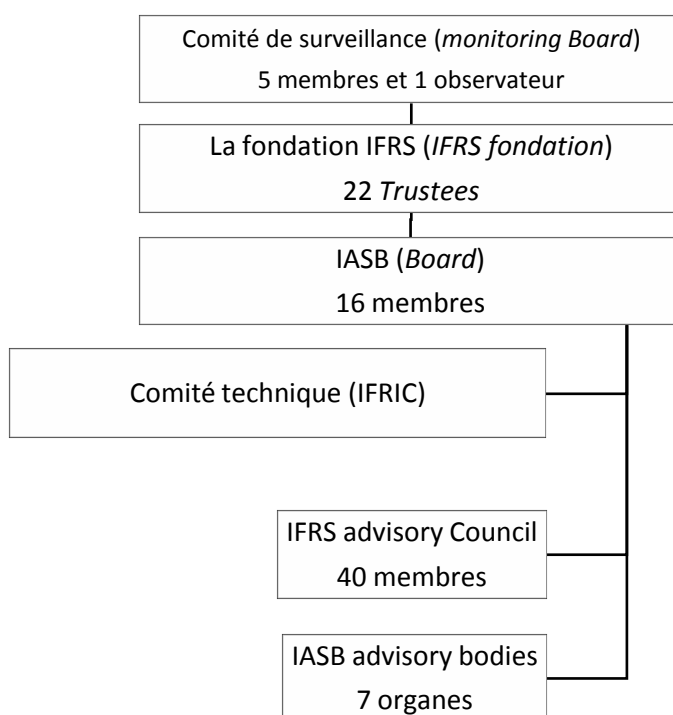 Comité de surveillance (monitoring Board)
5 membres et 1 observateur
La fondation IFRS (IFRS fondation)
22 Trustees
IASB (Board)
16 membres
Comité technique (IFRIC)
IFRS advisory Council
40 membres
IASB advisory bodies
7 organes